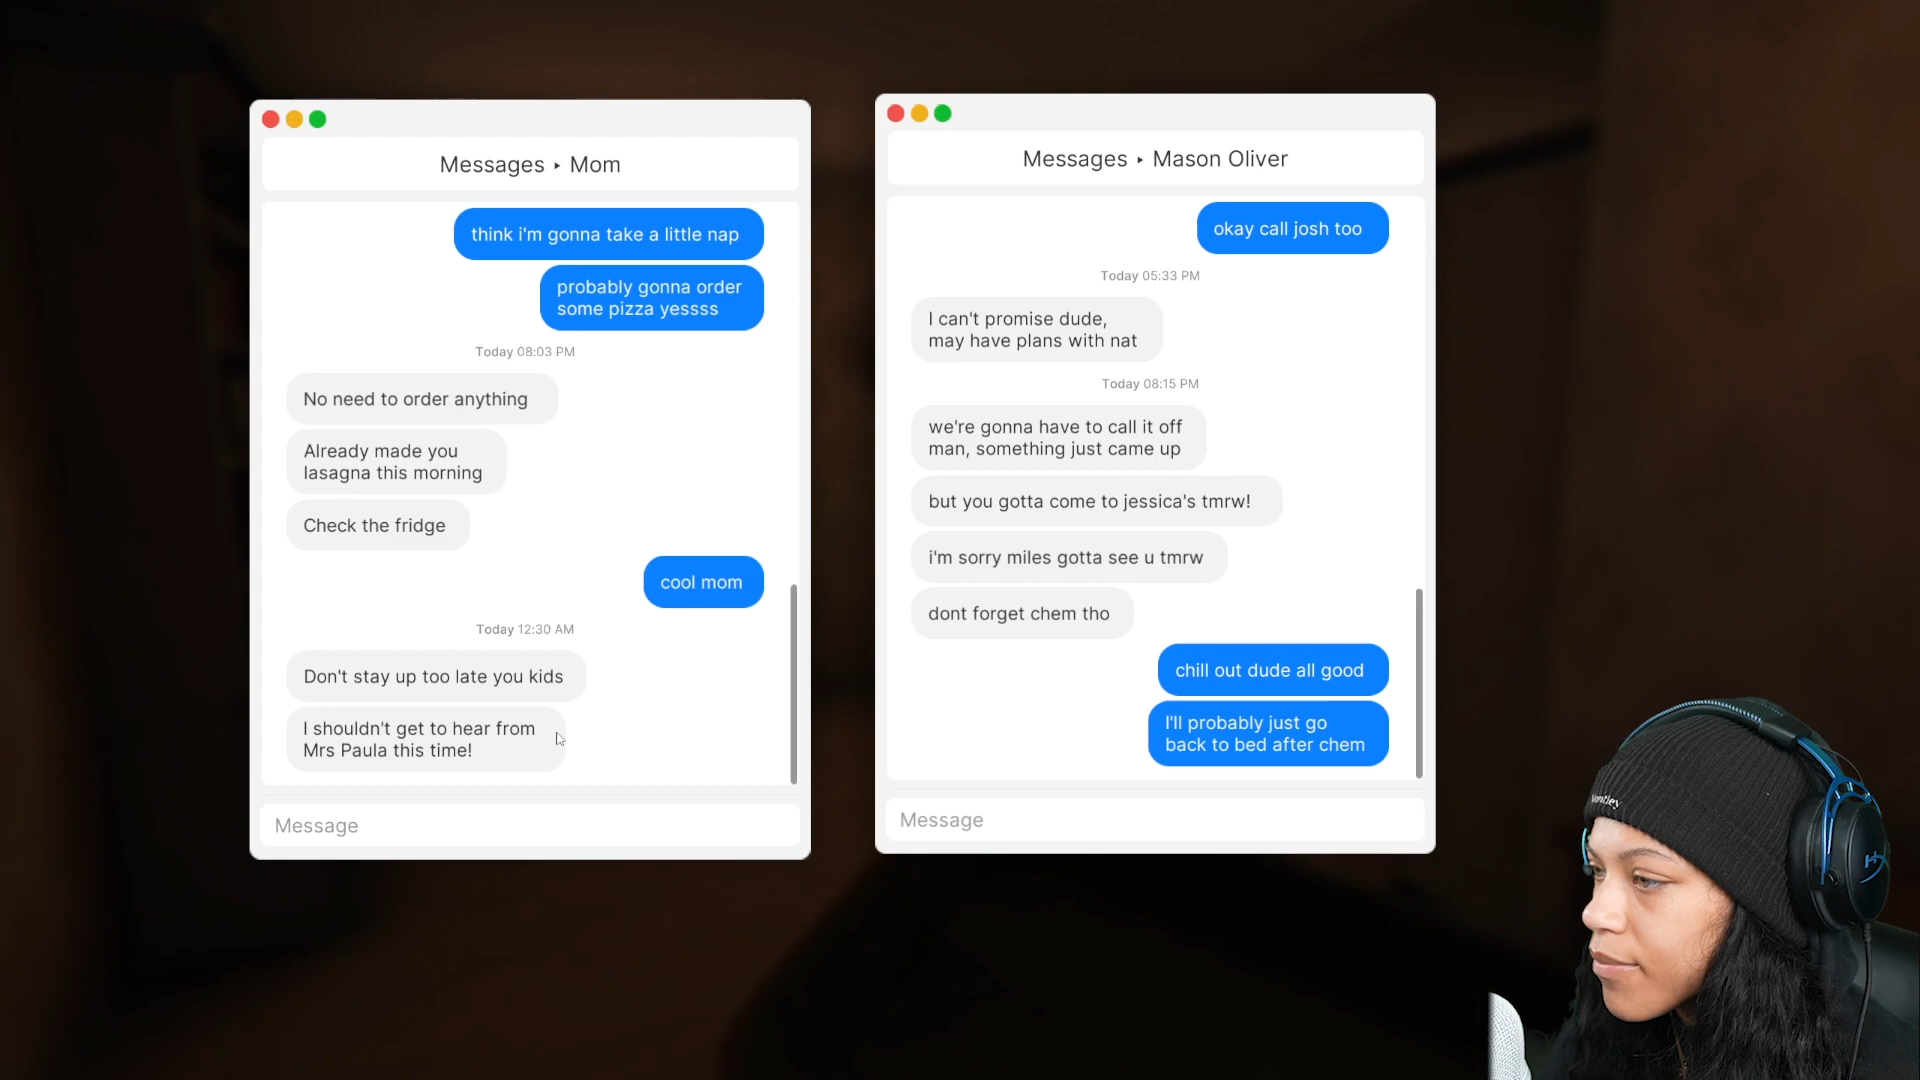 Messages ▸ Mom
think i'm gonna take a little nap
probably gonna order
some pizza yessss
Today 08:03 PM
No need to order anything
Already made you
lasagna this morning
Check the fridge
cool mom
Today 12:30 AM
Don't stay up too late you kids
I shouldn't get to hear from
Mrs Paula this time!
Message
Messages ▸ Mason Oliver
okay call josh too
Today 05:33 PM
I can't promise dude,
may have plans with nat
Today 08:15 PM
we're gonna have to call it off
man, something just came up
but you gotta come to jessica's tmrw!
i'm sorry miles gotta see u tmrw
dont forget chem tho
chill out dude all good
I'll probably just go
back to bed after chem
Message